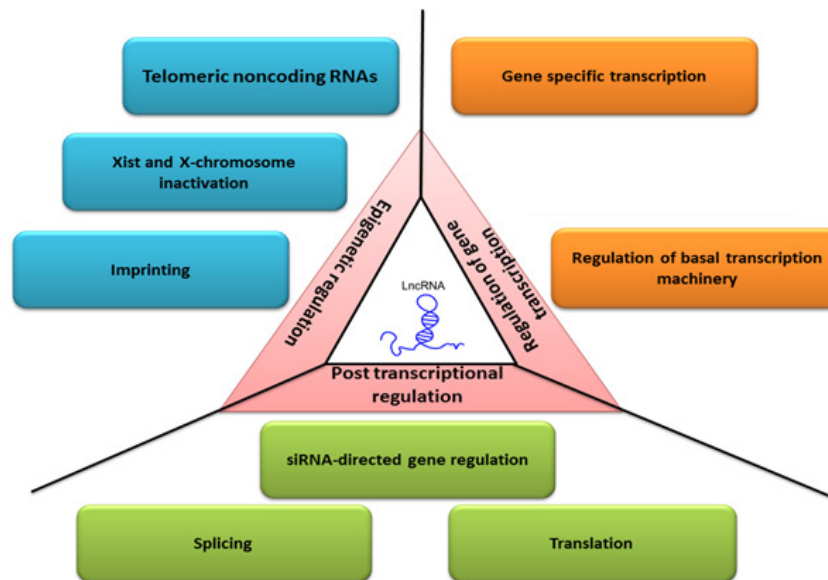 Telomeric noncoding RNAs
Gene specific transcription
Xist and X-chromosome
inactivation
Imprinting
Epigenetic regulation
Regulation of gene
transcription
Regulation of basal transcription
machinery
LncRNA
Post transcriptional
regulation
siRNA-directed gene regulation
Splicing
Translation